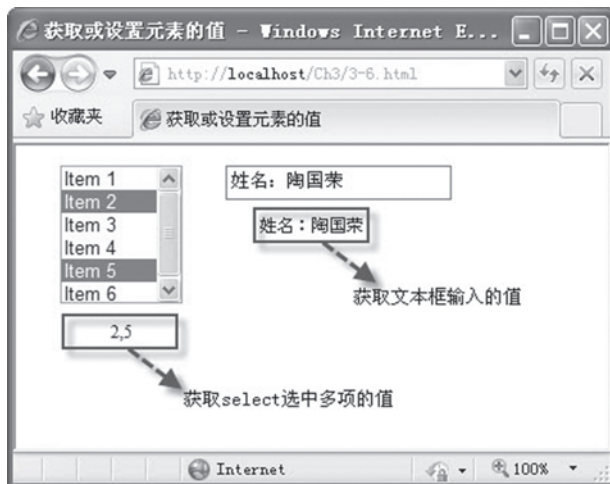 获取或设置元素的值 - Windows Internet E...
http://localhost/Ch3/3-6.html
收藏夹
获取或设置元素的值
Item 1
Item 2
Item 3
Item 4
Item 5
Item 6
2,5
姓名：陶国荣
姓名：陶国荣
获取文本框输入的值
获取select选中多项的值
Internet
100%